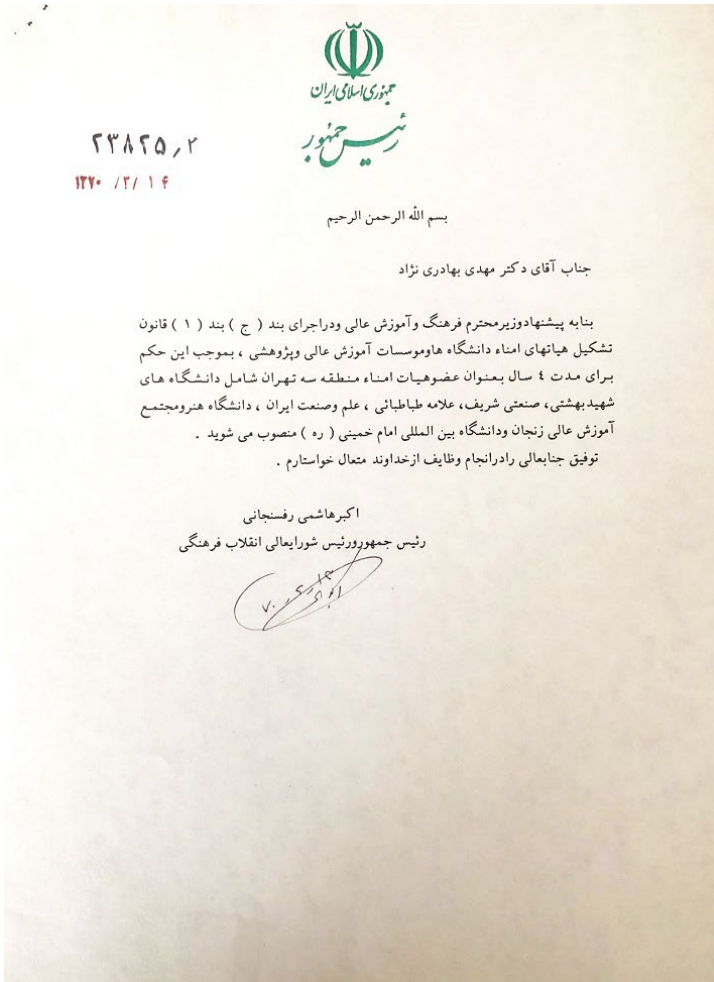 جمهوری اسلامی ایران
رئیس جمهور
۲۳۸۲۵٫۲
۱۳۷۰ /۳/ ۱۴
بسم الله الرحمن الرحیم
جناب آقای دکتر مهدی بهادری نژاد
بنابه پیشنهادوزیرمحترم فرهنگ وآموزش عالی ودراجرای بند ( ج ) بند ( ۱ ) قانون
تشکیل هیاتهای امناء دانشگاه هاوموسسات آموزش عالی وپژوهشی ، بموجب این حکم
برای مدت ٤ سال بعنوان عضوهیات امناء منطقه سه تهران شامل دانشگاه های
شهیدبهشتی، صنعتی شریف، علامه طباطبائی ، علم وصنعت ایران ، دانشگاه هنرومجتمع
آموزش عالی زنجان ودانشگاه بین المللی امام خمینی ( ره ) منصوب می شوید .
توفیق جنابعالی رادرانجام وظایف ازخداوند متعال خواستارم .
اکبرهاشمی رفسنجانی
رئیس جمهورورئیس شورایعالی انقلاب فرهنگی